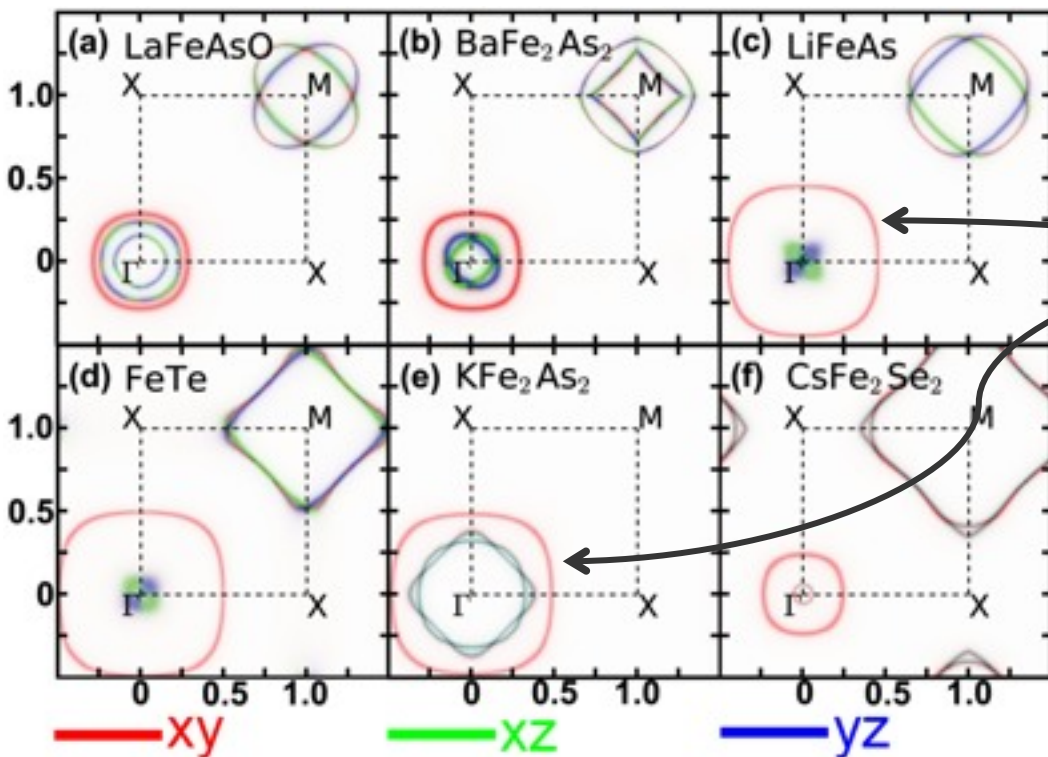 (a) LaFeAsO (b) BaFe₂As₂ (c) LiFeAs
X M X M X M
1.0
0.5
0
Γ X Γ X Γ X
(d) FeTe (e) KFe₂As₂ (f) CsFe₂Se₂
X M X M X M
1.0
0.5
0
Γ X Γ X Γ X
0 0.5 1.0 0 0.5 1.0 0 0.5 1.0
xy xz yz